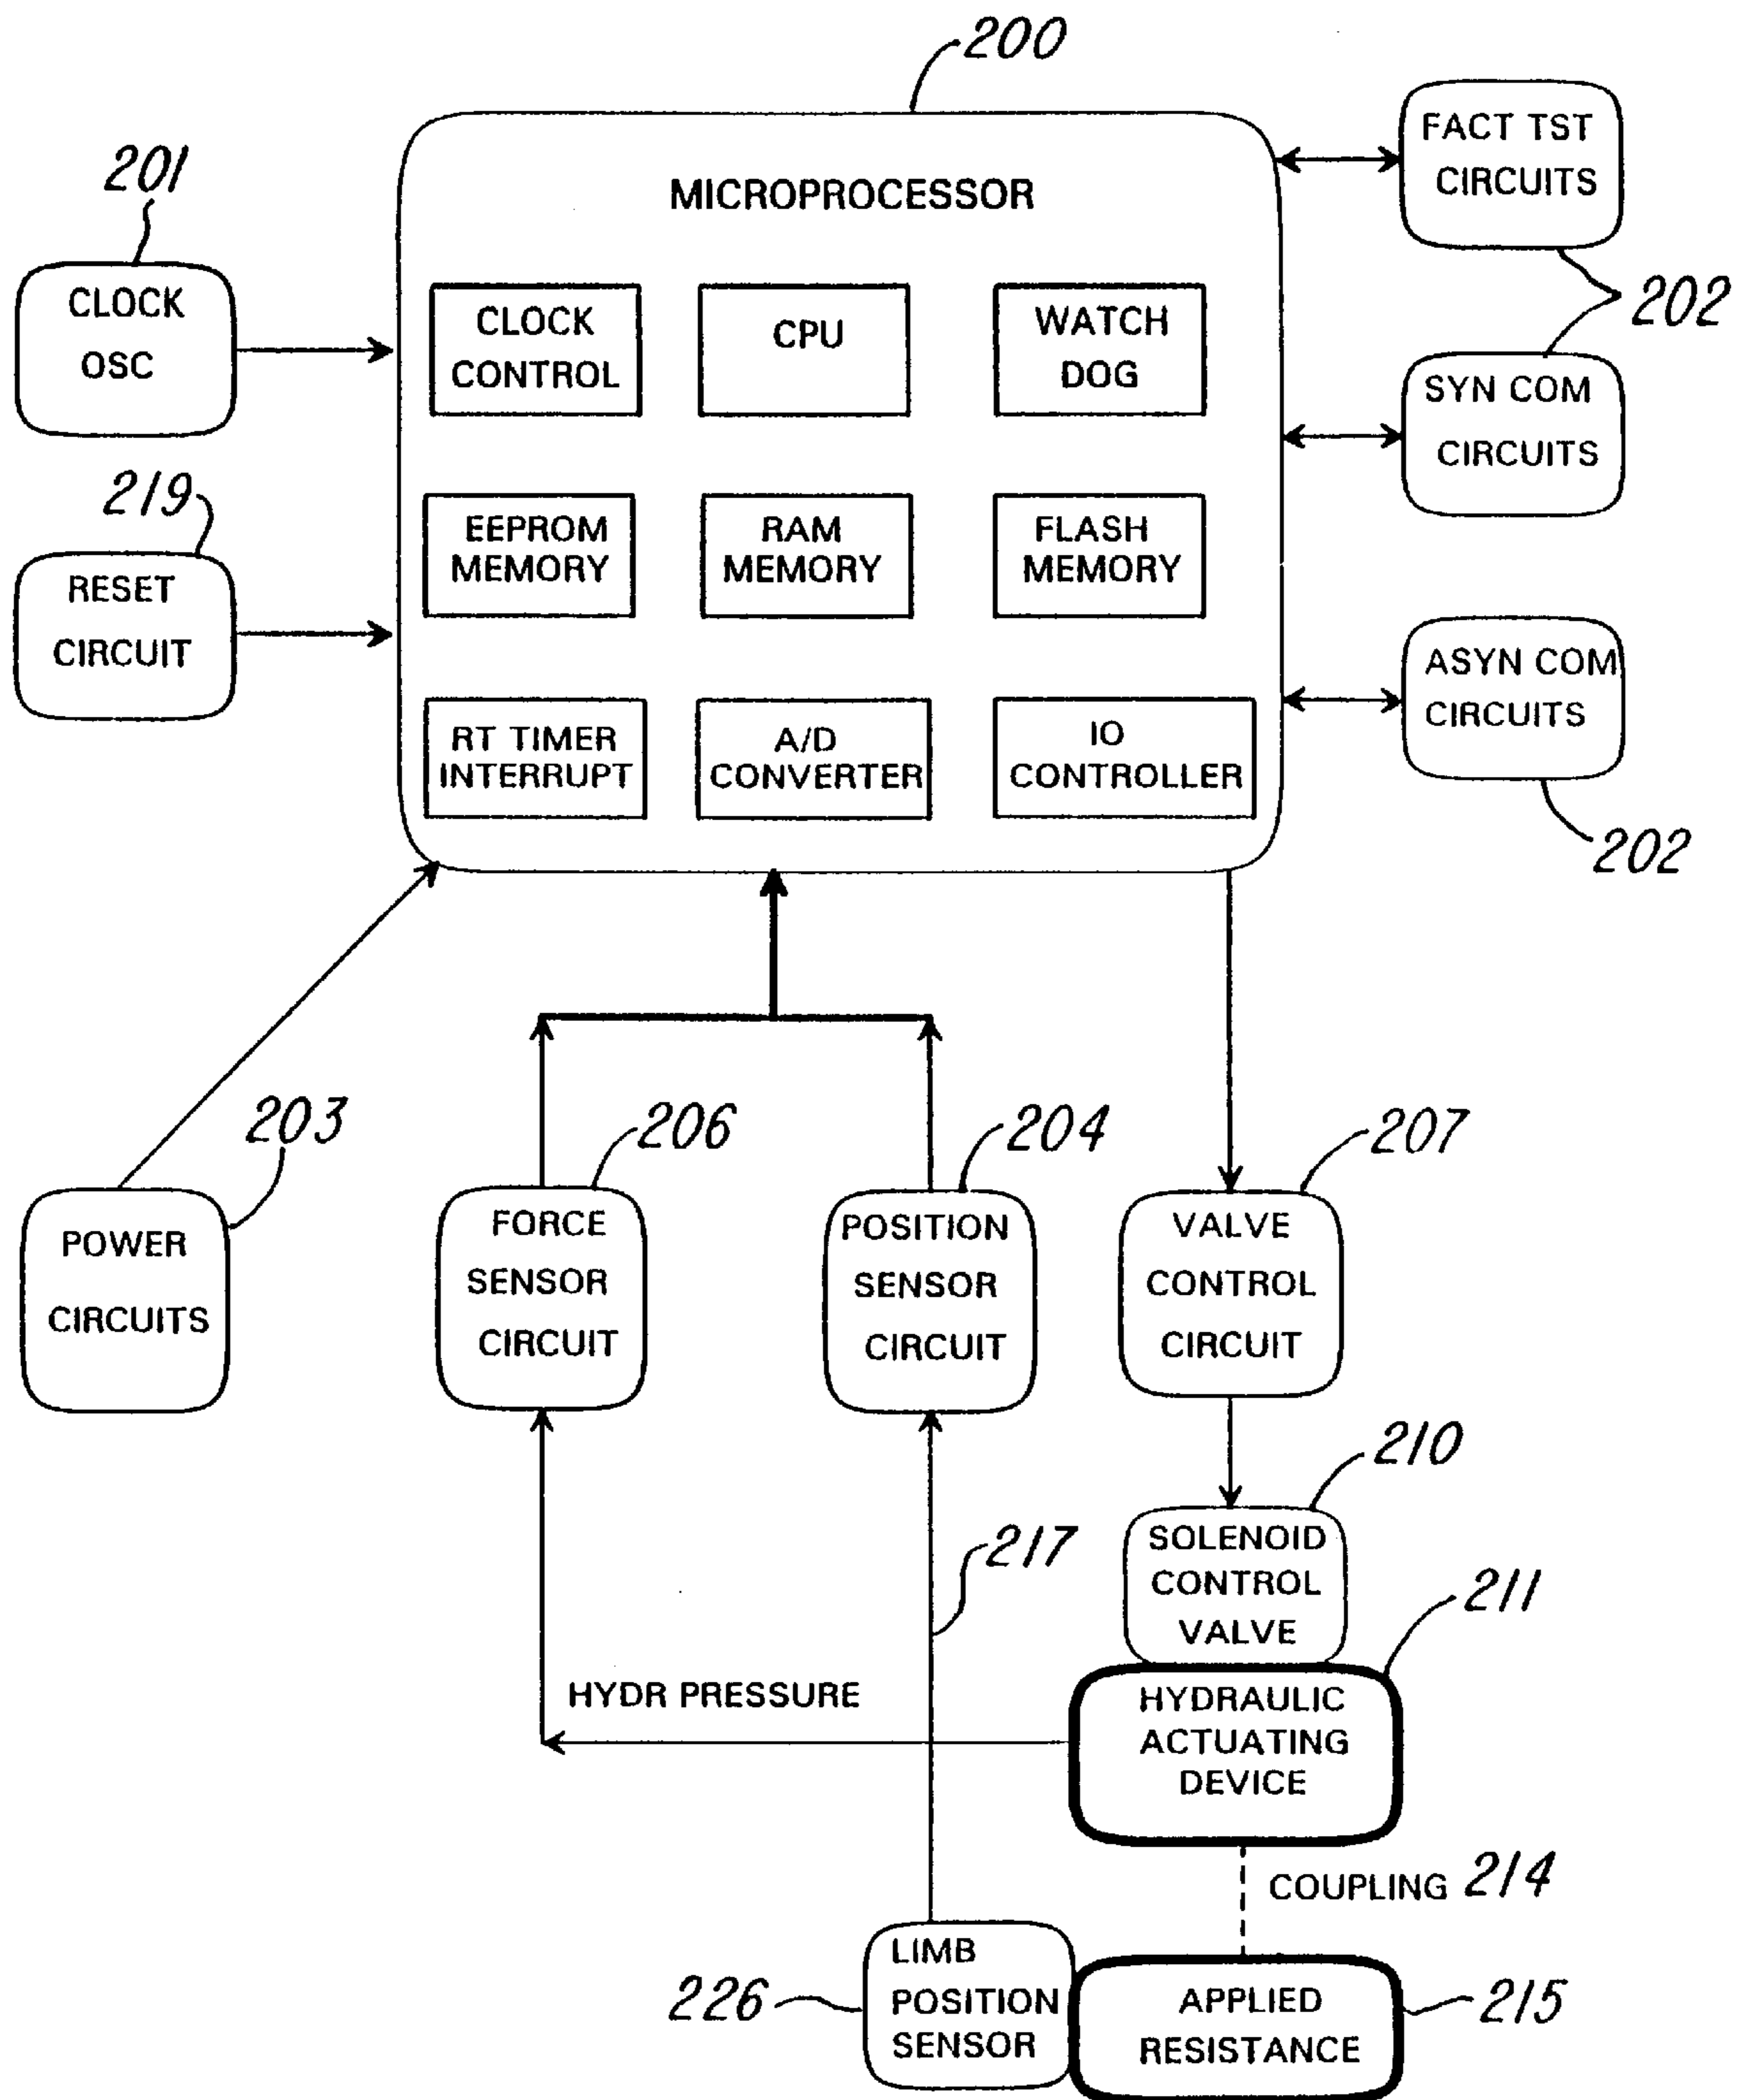 200
FACT TST
CIRCUITS
201
MICROPROCESSOR
CLOCK
OSC
CLOCK
CONTROL
CPU
WATCH
DOG
202
SYN COM
CIRCUITS
219
RESET
CIRCUIT
EEPROM
MEMORY
RAM
MEMORY
FLASH
MEMORY
ASYN COM
CIRCUITS
RT TIMER
INTERRUPT
A/D
CONVERTER
IO
CONTROLLER
202
203
206
204
207
POWER
CIRCUITS
FORCE
SENSOR
CIRCUIT
POSITION
SENSOR
CIRCUIT
VALVE
CONTROL
CIRCUIT
210
217
SOLENOID
CONTROL
VALVE
211
HYDR PRESSURE
HYDRAULIC
ACTUATING
DEVICE
COUPLING 214
LIMB
POSITION
SENSOR
226
APPLIED
RESISTANCE
215